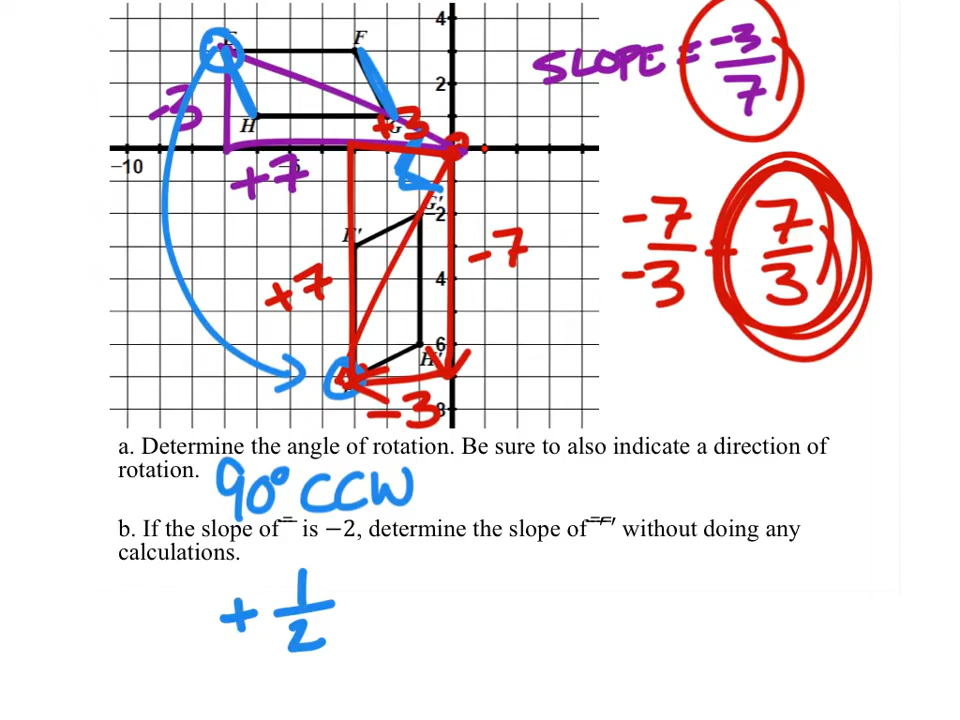 4
E F
SLOPE = -3/7
2
-3
H G +3
-10 -5
+7
G' -2
F'
-7
-7/-3 = 7/3
+7
4
6
H'
-3 8
a. Determine the angle of rotation. Be sure to also indicate a direction of
rotation. 90° CCW
b. If the slope of is −2, determine the slope of without doing any
calculations.
+ 1/2